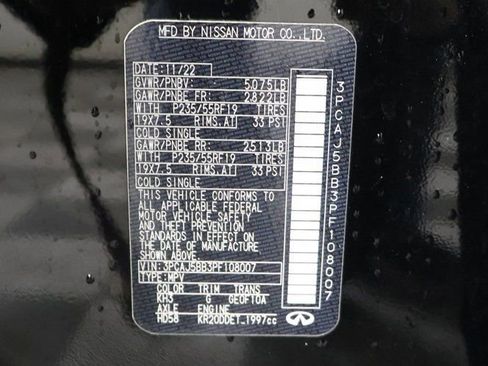 MFD BY NISSAN MOTOR CO.,LTD.
DATE:11/22
GVWR/PNBV: 5075LB
GAWR/PNBE FR: 2822LB
WITH P235/55RF19 TIRES
19X7.5 RIMS,AT 33 PSI
COLD SINGLE
GAWR/PNBE RR: 2513LB
WITH P235/55RF19 TIRES
19X7.5 RIMS,AT 33 PSI
COLD SINGLE
THIS VEHICLE CONFORMS TO
ALL APPLICABLE FEDERAL
MOTOR VEHICLE SAFETY
AND THEFT PREVENTION
STANDARDS IN EFFECT ON
THE DATE OF MANUFACTURE
SHOWN ABOVE.
VIN:3PCAJ5BB3PF108007
TYPE:MPV
COLOR TRIM TRANS
KH3 G GE0F10A
AXLE ENGINE
HD58 KR20DDET 1997cc
3PCAJ5BB3PF108007